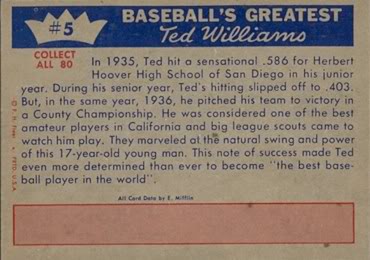 #5
BASEBALL'S GREATEST
Ted Williams
COLLECT
ALL 80
In 1935, Ted hit a sensational .586 for Herbert
Hoover High School of San Diego in his junior
year. During his senior year, Ted's hitting slipped off to .403.
But, in the same year, 1936, he pitched his team to victory in
a County Championship. He was considered one of the best
amateur players in California and big league scouts came to
watch him play. They marveled at the natural swing and power
of this 17-year-old young man. This note of success made Ted
even more determined than ever to become "the best base-
ball player in the world".
All Card Data by E. Mifflin